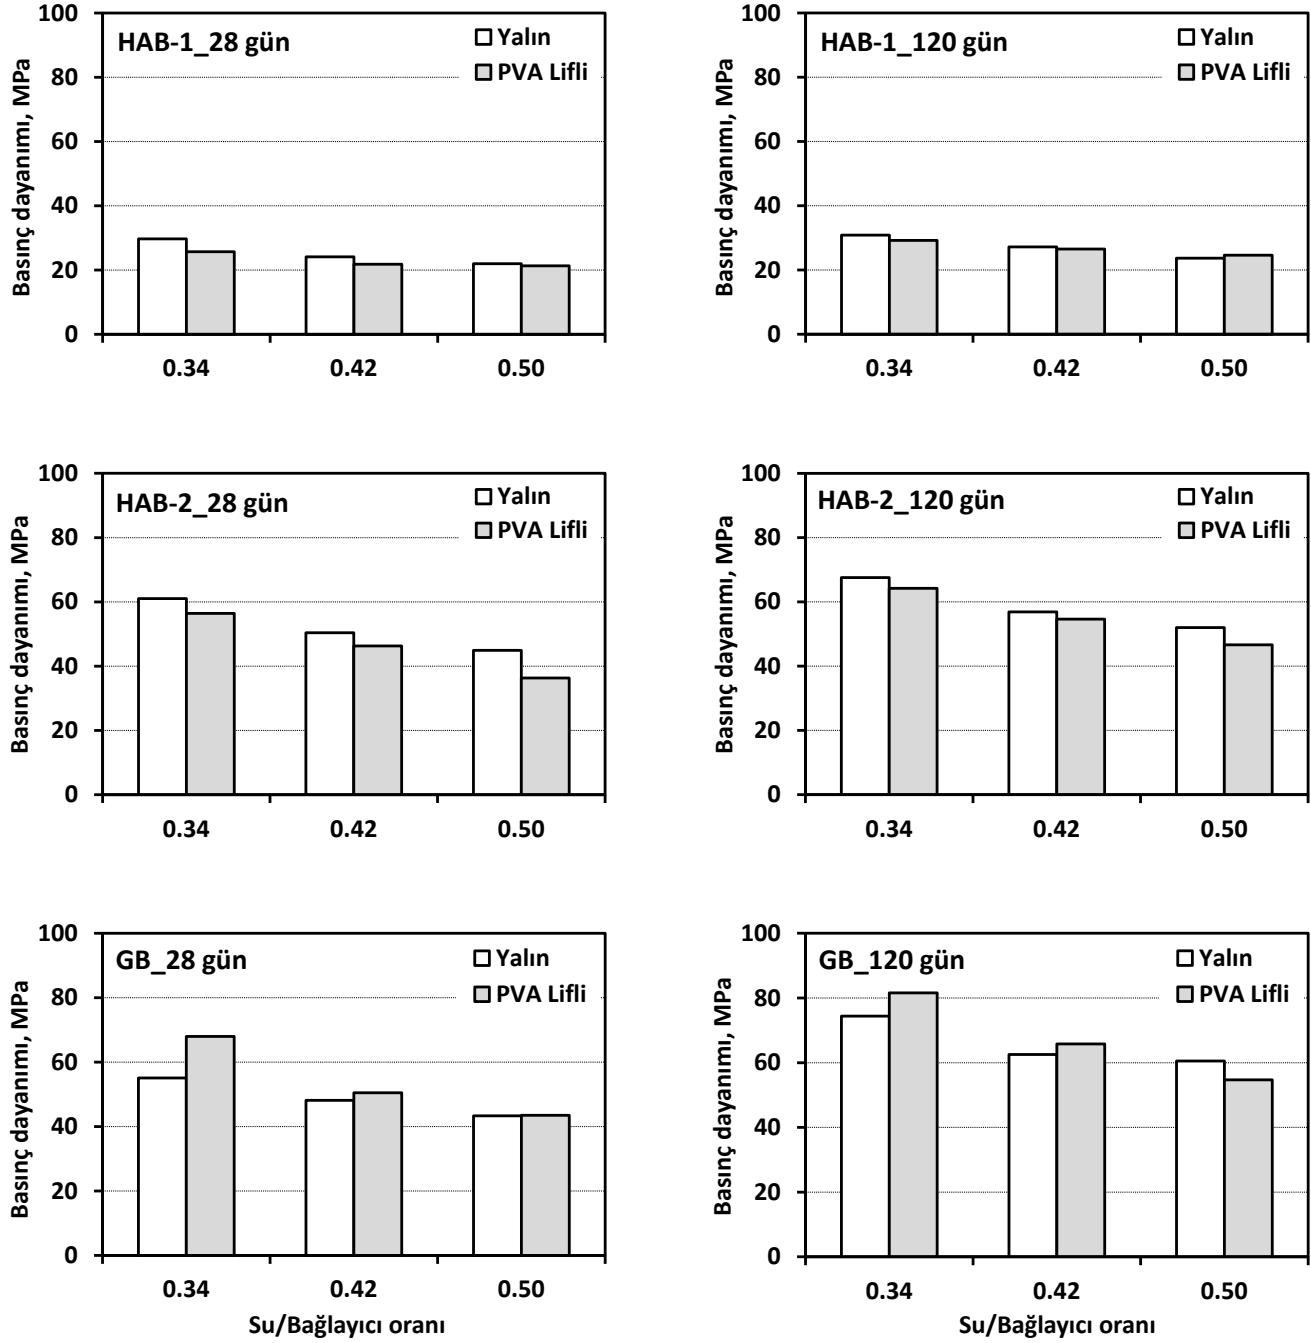 HAB-1_28 gün
Yalın
PVA Lifli
Basınç dayanımı, MPa
100
80
60
40
20
0
0.34 0.42 0.50
HAB-1_120 gün
Yalın
PVA Lifli
Basınç dayanımı, MPa
100
80
60
40
20
0
0.34 0.42 0.50
HAB-2_28 gün
Yalın
PVA Lifli
Basınç dayanımı, MPa
100
80
60
40
20
0
0.34 0.42 0.50
HAB-2_120 gün
Yalın
PVA Lifli
Basınç dayanımı, MPa
100
80
60
40
20
0
0.34 0.42 0.50
GB_28 gün
Yalın
PVA Lifli
Basınç dayanımı, MPa
100
80
60
40
20
0
0.34 0.42 0.50
Su/Bağlayıcı oranı
GB_120 gün
Yalın
PVA Lifli
Basınç dayanımı, MPa
100
80
60
40
20
0
0.34 0.42 0.50
Su/Bağlayıcı oranı